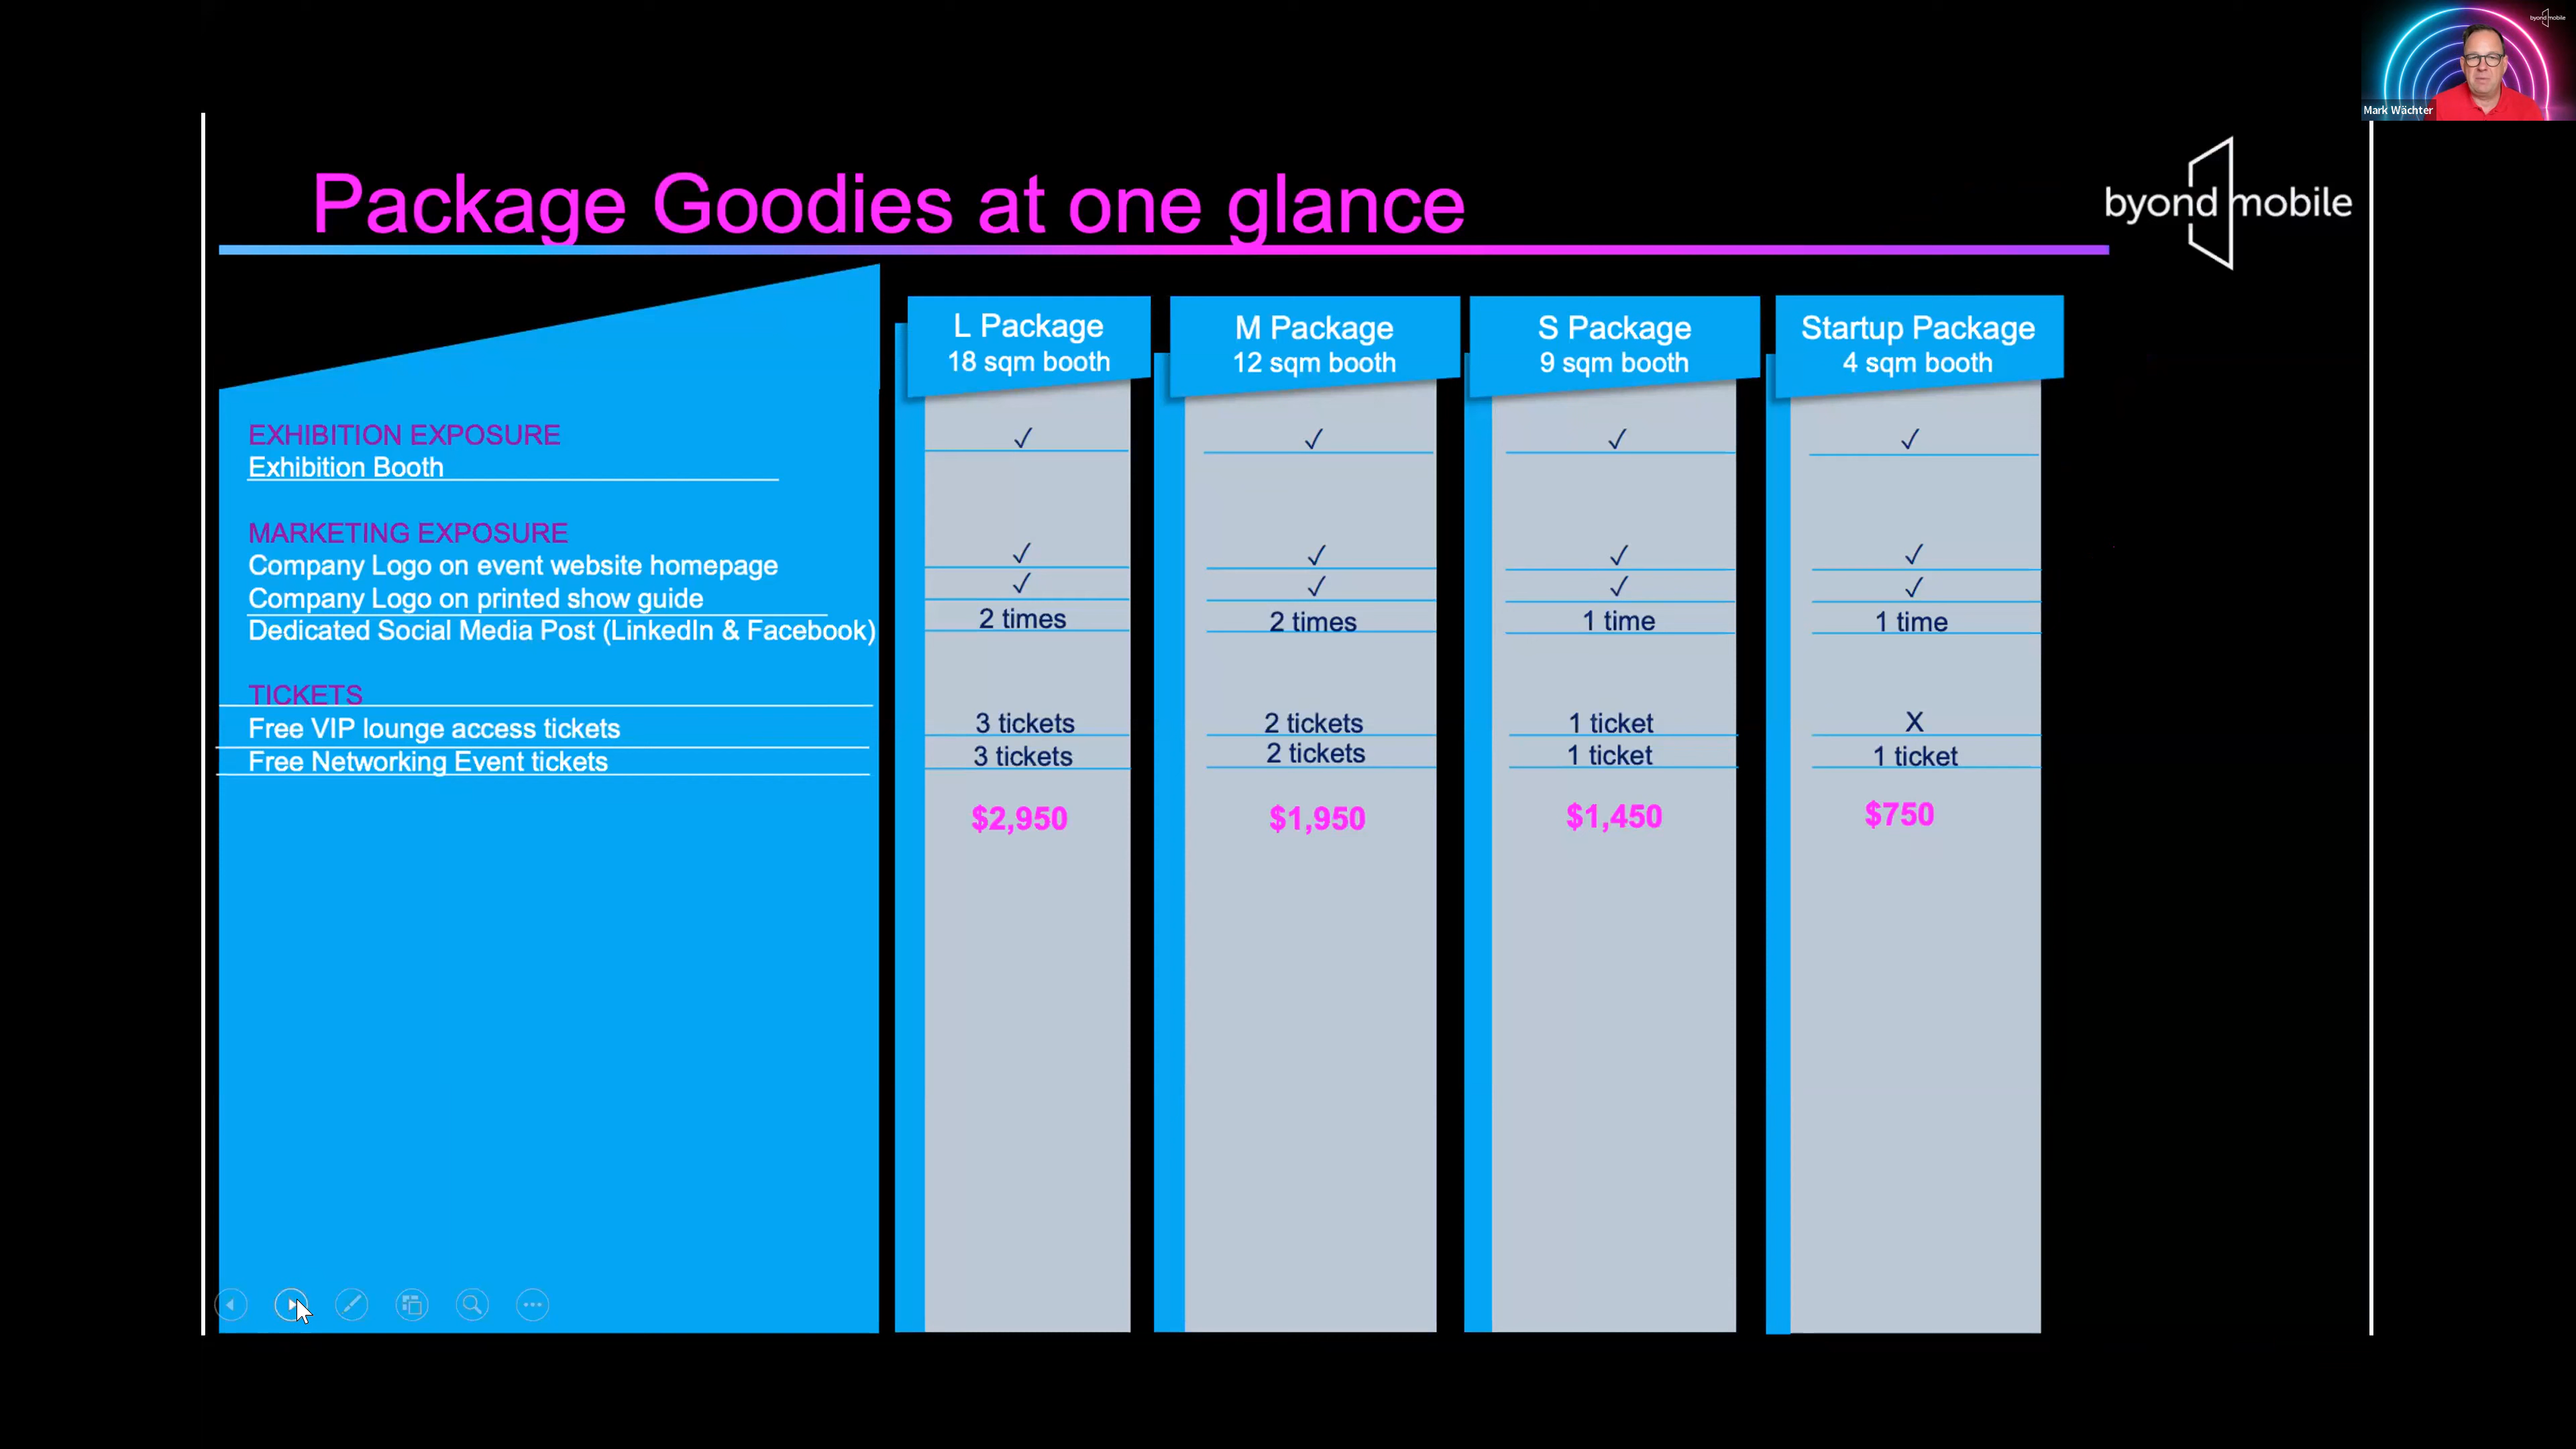 byond mobile
Mark Wächter
Package Goodies at one glance
byond mobile
L Package
18 sqm booth
M Package
12 sqm booth
S Package
9 sqm booth
Startup Package
4 sqm booth
EXHIBITION EXPOSURE
Exhibition Booth ✓ ✓ ✓ ✓
MARKETING EXPOSURE
Company Logo on event website homepage ✓ ✓ ✓ ✓
Company Logo on printed show guide ✓ ✓ ✓ ✓
Dedicated Social Media Post (LinkedIn & Facebook) 2 times 2 times 1 time 1 time
TICKETS
Free VIP lounge access tickets 3 tickets 2 tickets 1 ticket X
Free Networking Event tickets 3 tickets 2 tickets 1 ticket 1 ticket
$2,950 $1,950 $1,450 $750